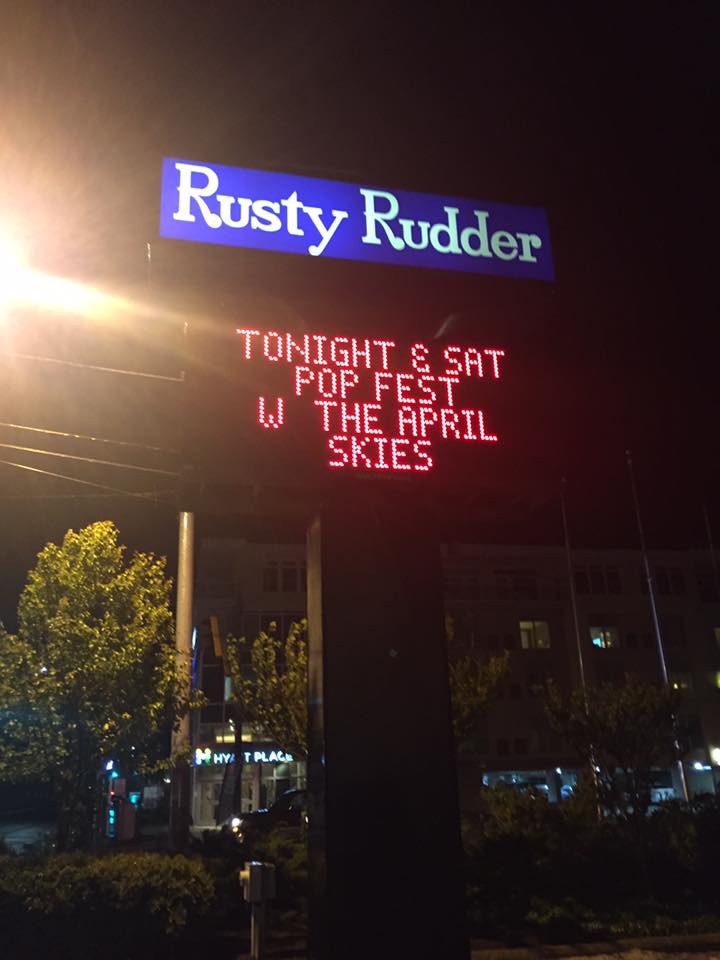 Rusty Rudder
TONIGHT & SAT
POP FEST
W THE APRIL
SKIES
HYATT PLACE